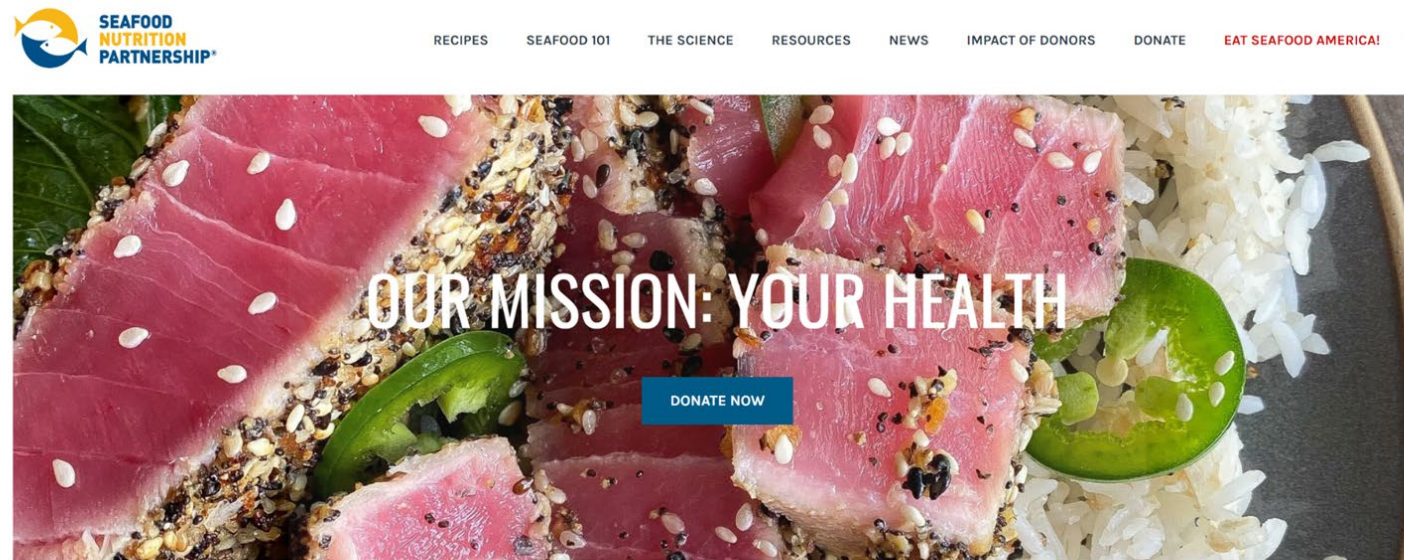 SEAFOOD
NUTRITION
PARTNERSHIP®
RECIPES SEAFOOD 101 THE SCIENCE RESOURCES NEWS IMPACT OF DONORS DONATE EAT SEAFOOD AMERICA!
OUR MISSION: YOUR HEALTH
DONATE NOW